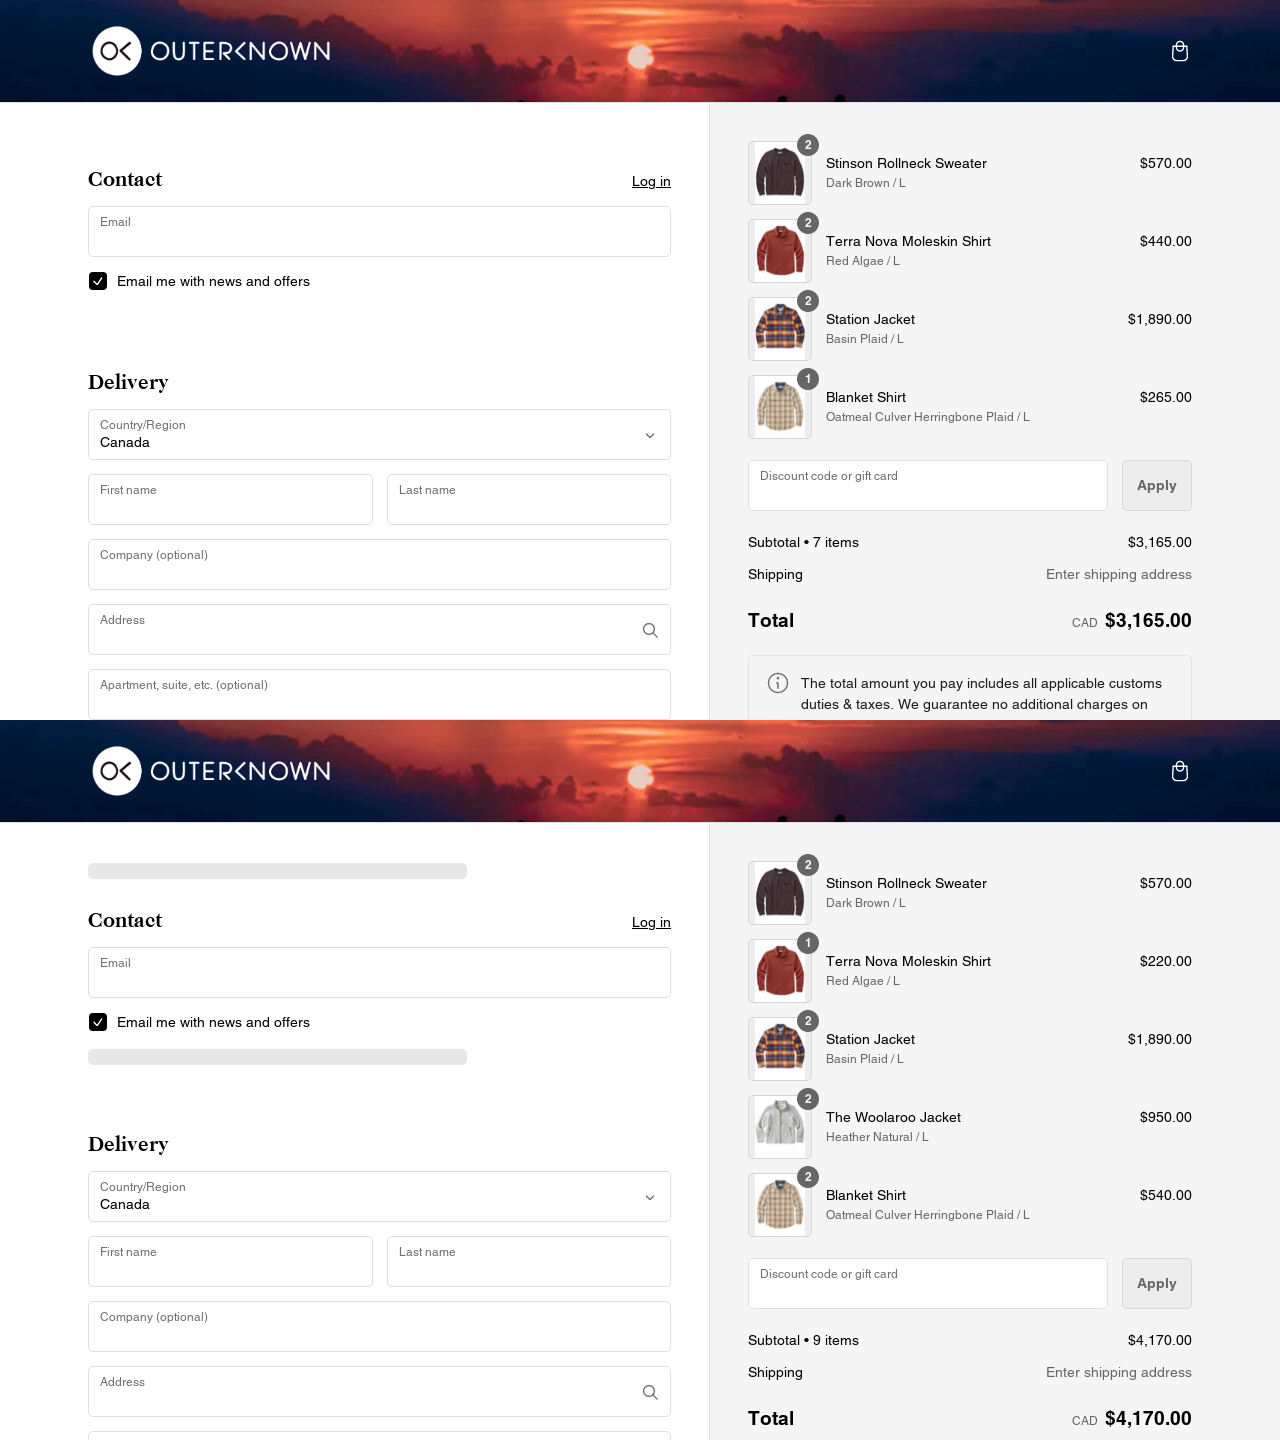 OK OUTERKNOWN
Contact
Log in
Email
Email me with news and offers
Delivery
Country/Region
Canada
First name
Last name
Company (optional)
Address
Apartment, suite, etc. (optional)
2
Stinson Rollneck Sweater
$570.00
Dark Brown / L
2
Terra Nova Moleskin Shirt
$440.00
Red Algae / L
2
Station Jacket
$1,890.00
Basin Plaid / L
1
Blanket Shirt
$265.00
Oatmeal Culver Herringbone Plaid / L
Discount code or gift card
Apply
Subtotal • 7 items
$3,165.00
Shipping
Enter shipping address
Total
CAD $3,165.00
The total amount you pay includes all applicable customs
duties & taxes. We guarantee no additional charges on
OK OUTERKNOWN
Contact
Log in
Email
Email me with news and offers
Delivery
Country/Region
Canada
First name
Last name
Company (optional)
Address
2
Stinson Rollneck Sweater
$570.00
Dark Brown / L
1
Terra Nova Moleskin Shirt
$220.00
Red Algae / L
2
Station Jacket
$1,890.00
Basin Plaid / L
2
The Woolaroo Jacket
$950.00
Heather Natural / L
2
Blanket Shirt
$540.00
Oatmeal Culver Herringbone Plaid / L
Discount code or gift card
Apply
Subtotal • 9 items
$4,170.00
Shipping
Enter shipping address
Total
CAD $4,170.00